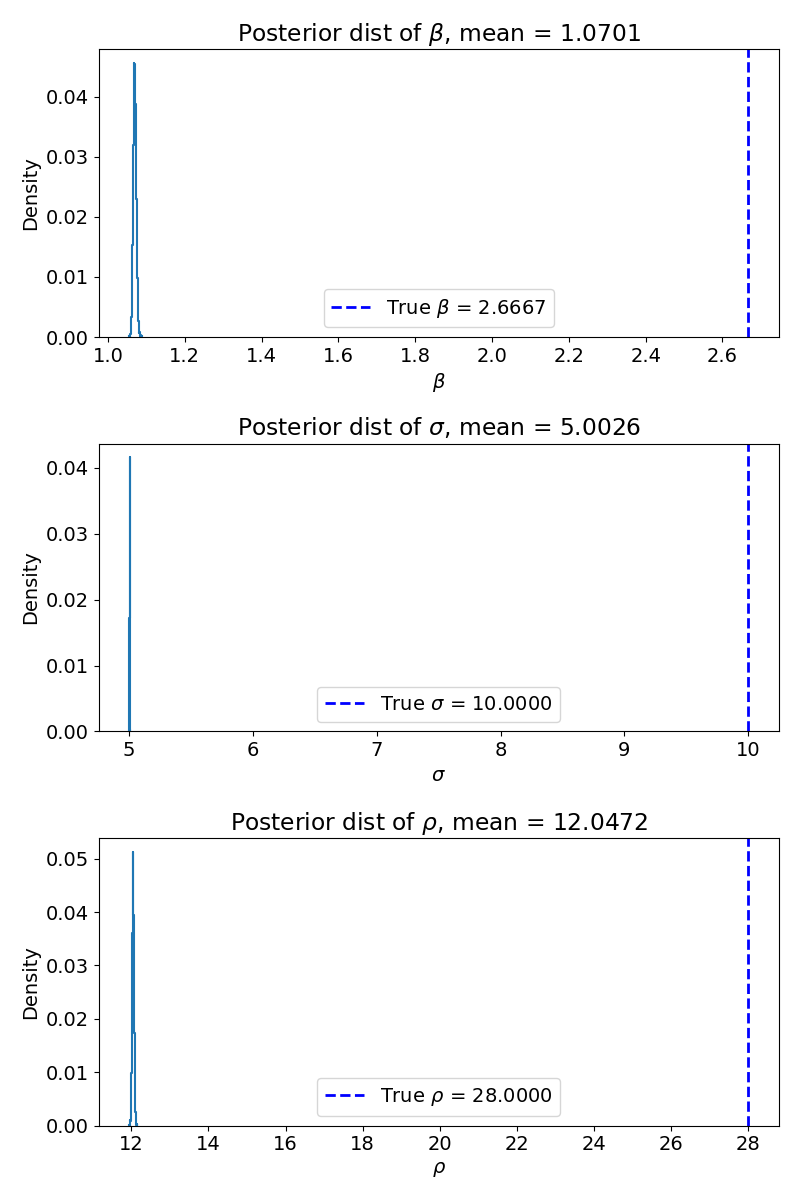 Posterior dist of β, mean = 1.0701
Density
0.04
0.03
0.02
0.01
0.00
True β = 2.6667
1.0 1.2 1.4 1.6 1.8 2.0 2.2 2.4 2.6
β
Posterior dist of σ, mean = 5.0026
Density
0.04
0.03
0.02
0.01
0.00
True σ = 10.0000
5 6 7 8 9 10
σ
Posterior dist of ρ, mean = 12.0472
Density
0.05
0.04
0.03
0.02
0.01
0.00
True ρ = 28.0000
12 14 16 18 20 22 24 26 28
ρ